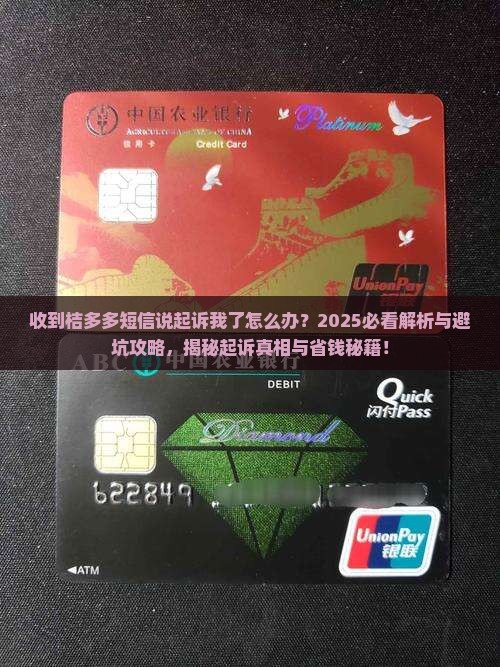 中国农业银行
AGRICULTURAL BANK OF CHINA
信用卡 Credit Card
Platinum
UnionPay
收到桔多多短信说起诉我了怎么办？2025必看解析与避
坑攻略，揭秘起诉真相与省钱秘籍！
ABC 中国农业银行
DEBIT
Quick
闪付Pass
Diamond
622849
UnionPay
银联
◄ATM